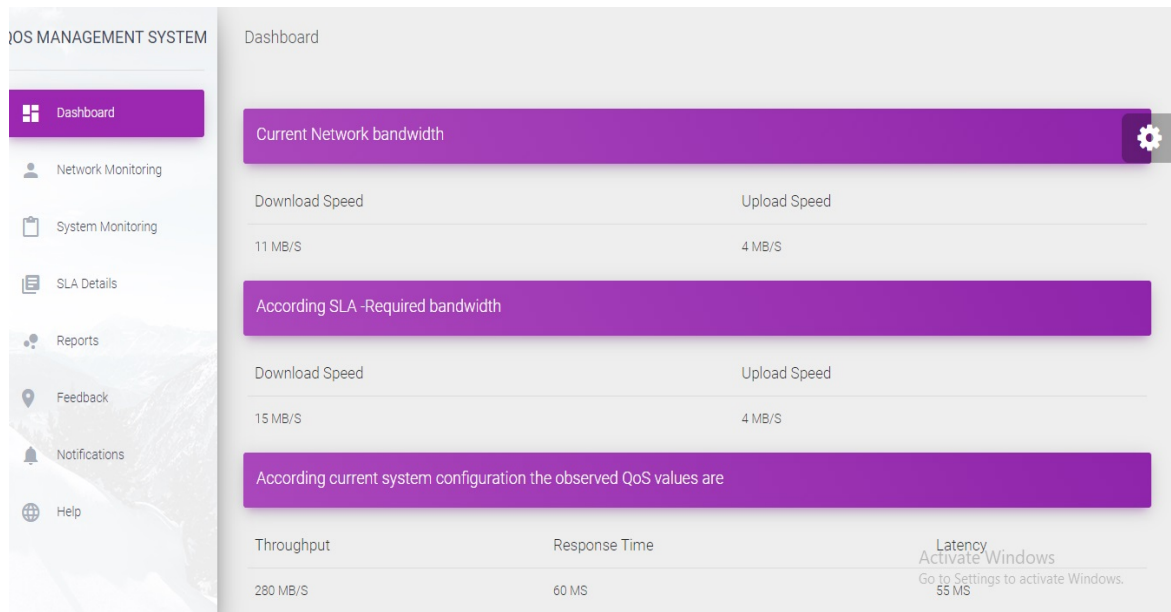 QOS MANAGEMENT SYSTEM
Dashboard
Dashboard
Network Monitoring
System Monitoring
SLA Details
Reports
Feedback
Notifications
Help
Current Network bandwidth
Download Speed Upload Speed
11 MB/S 4 MB/S
According SLA -Required bandwidth
Download Speed Upload Speed
15 MB/S 4 MB/S
According current system configuration the observed QoS values are
Throughput Response Time Latency
280 MB/S 60 MS 55 MS
Activate Windows
Go to Settings to activate Windows.